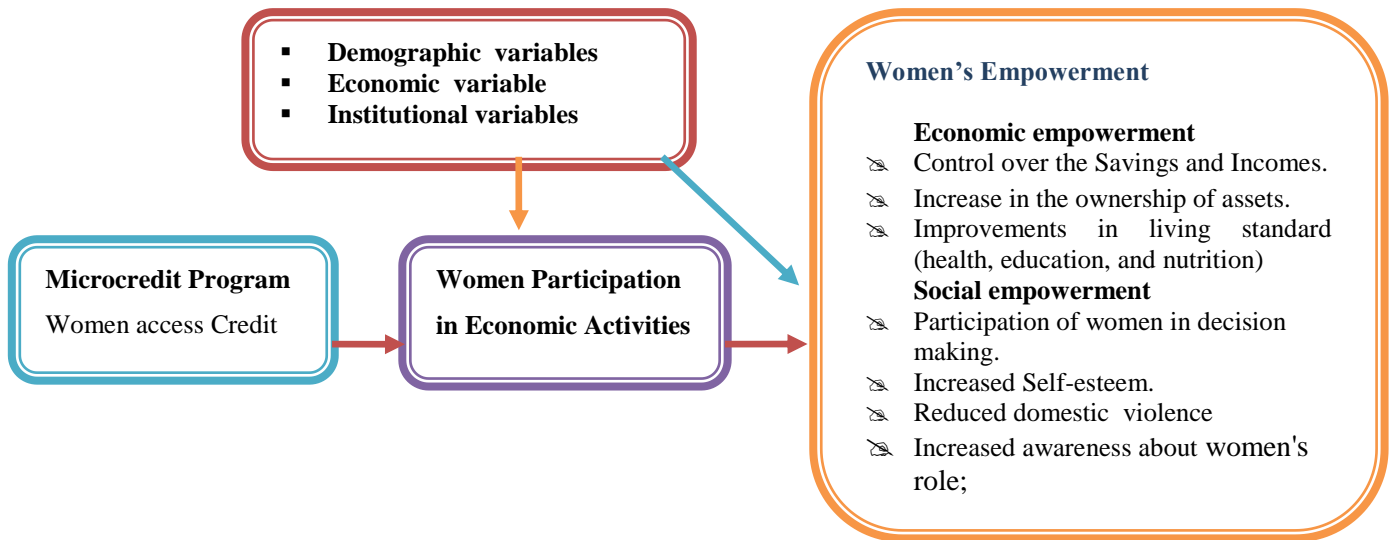 Demographic variables
Economic variable
Institutional variables
Microcredit Program
Women access Credit
Women Participation
in Economic Activities
Women’s Empowerment
Economic empowerment
Control over the Savings and Incomes.
Increase in the ownership of assets.
Improvements in living standard
(health, education, and nutrition)
Social empowerment
Participation of women in decision
making.
Increased Self-esteem.
Reduced domestic violence
Increased awareness about women's
role;